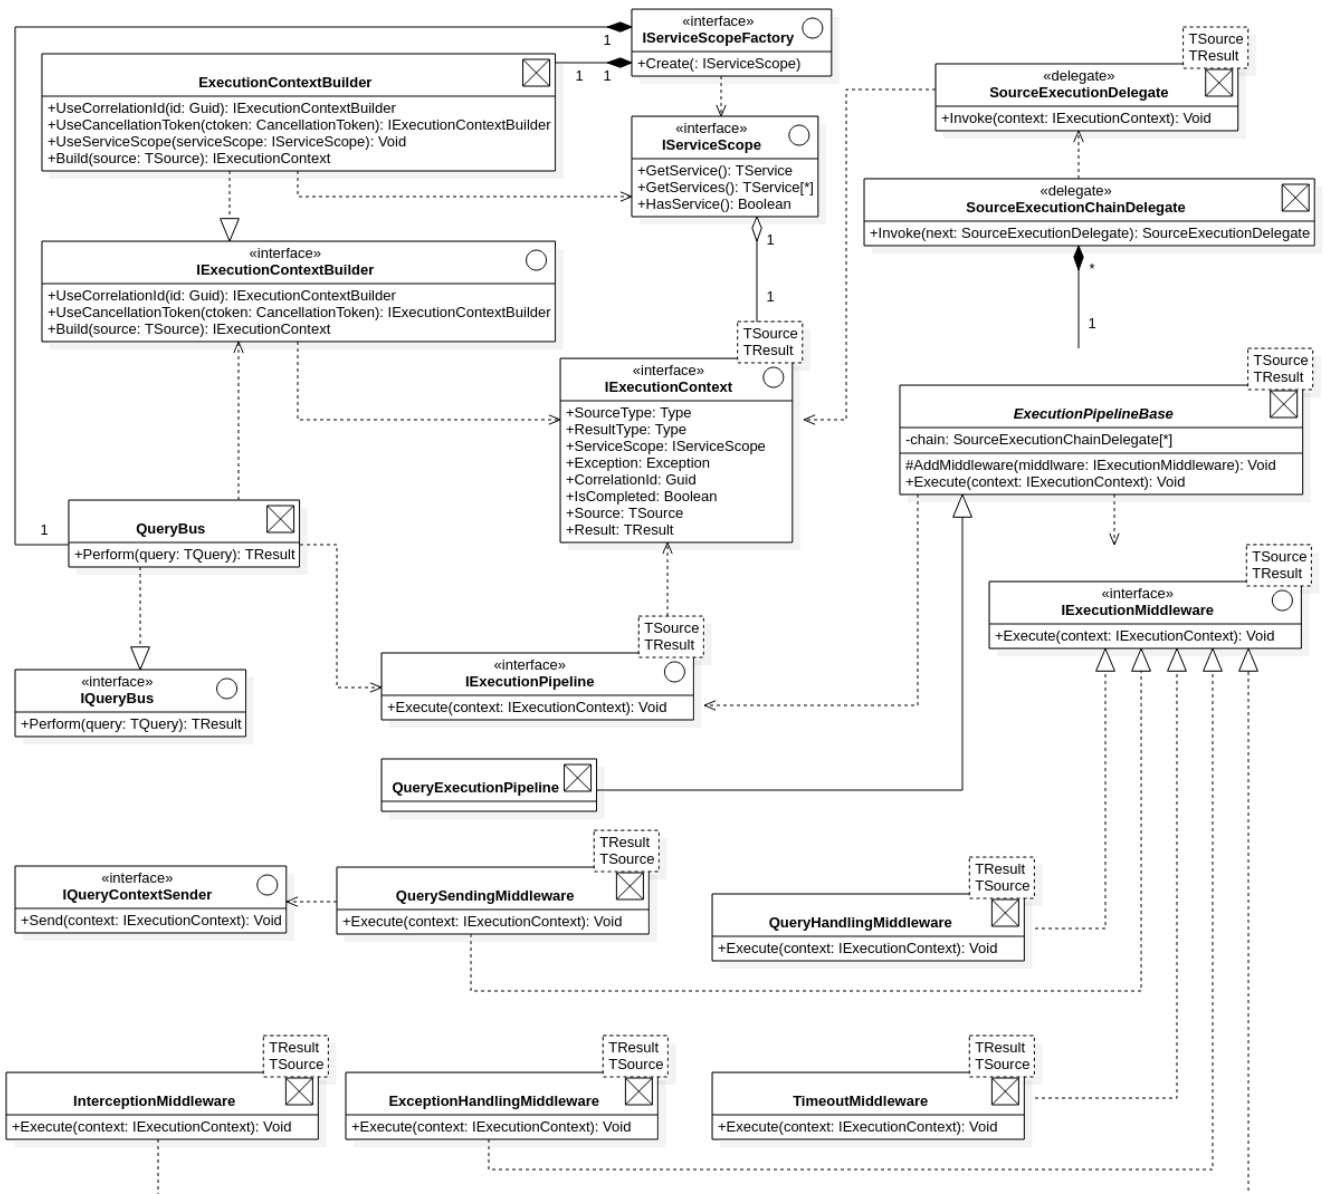 «interface»
IServiceScopeFactory
+Create(: IServiceScope)
1
1
1
ExecutionContextBuilder
+UseCorrelationId(id: Guid): IExecutionContextBuilder
+UseCancellationToken(ctoken: CancellationToken): IExecutionContextBuilder
+UseServiceScope(serviceScope: IServiceScope): Void
+Build(source: TSource): IExecutionContext
TSource
TResult
«delegate»
SourceExecutionDelegate
+Invoke(context: IExecutionContext): Void
«interface»
IServiceScope
+GetService(): TService
+GetServices(): TService[*]
+HasService(): Boolean
1
1
«delegate»
SourceExecutionChainDelegate
+Invoke(next: SourceExecutionDelegate): SourceExecutionDelegate
*
1
«interface»
IExecutionContextBuilder
+UseCorrelationId(id: Guid): IExecutionContextBuilder
+UseCancellationToken(ctoken: CancellationToken): IExecutionContextBuilder
+Build(source: TSource): IExecutionContext
TSource
TResult
«interface»
IExecutionContext
+SourceType: Type
+ResultType: Type
+ServiceScope: IServiceScope
+Exception: Exception
+CorrelationId: Guid
+IsCompleted: Boolean
+Source: TSource
+Result: TResult
TSource
TResult
ExecutionPipelineBase
-chain: SourceExecutionChainDelegate[*]
#AddMiddleware(middlware: IExecutionMiddleware): Void
+Execute(context: IExecutionContext): Void
1
QueryBus
+Perform(query: TQuery): TResult
TSource
TResult
«interface»
IExecutionMiddleware
+Execute(context: IExecutionContext): Void
TSource
TResult
«interface»
IExecutionPipeline
+Execute(context: IExecutionContext): Void
«interface»
IQueryBus
+Perform(query: TQuery): TResult
QueryExecutionPipeline
«interface»
IQueryContextSender
+Send(context: IExecutionContext): Void
TResult
TSource
QuerySendingMiddleware
+Execute(context: IExecutionContext): Void
TResult
TSource
QueryHandlingMiddleware
+Execute(context: IExecutionContext): Void
TResult
TSource
InterceptionMiddleware
+Execute(context: IExecutionContext): Void
TResult
TSource
ExceptionHandlingMiddleware
+Execute(context: IExecutionContext): Void
TResult
TSource
TimeoutMiddleware
+Execute(context: IExecutionContext): Void